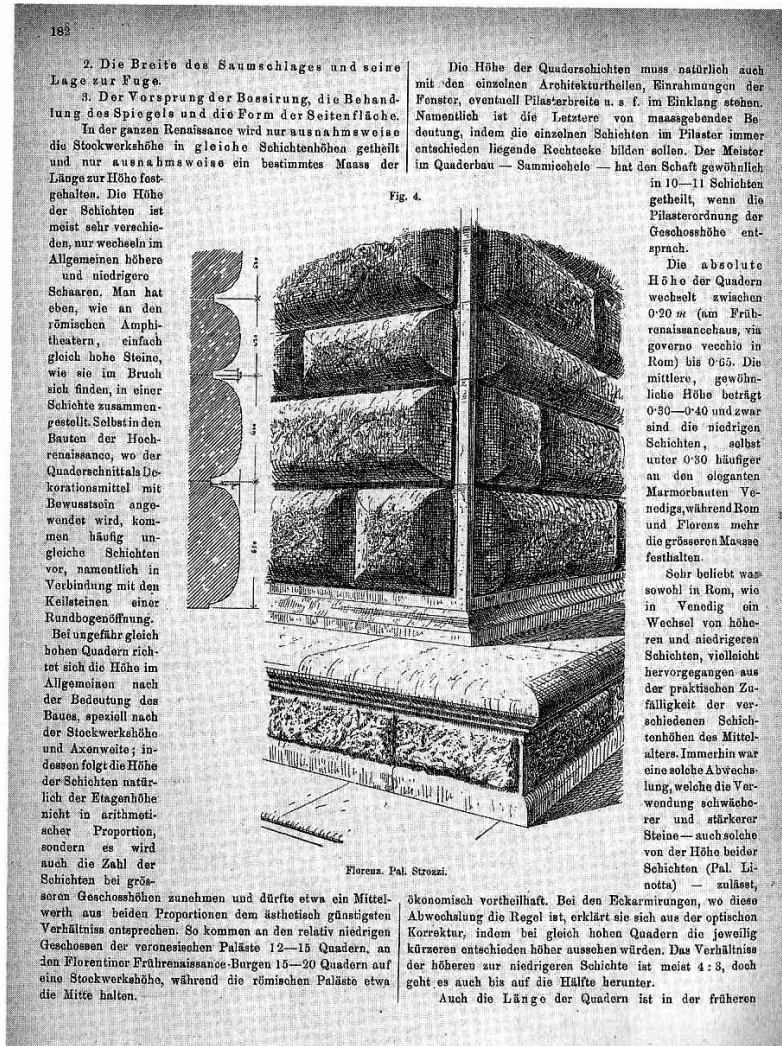 182
2. Die Breite des Saumschlages und seine
Lage zur Fuge.
3. Der Vorsprung der Bossirung, die Behand-
lung des Spiegels und die Form der Seitenfläche.
In der ganzen Renaissance wird nur ausnahmsweise
die Stockwerkshöhe in gleiche Schichtenhöhen getheilt
und nur ausnahmsweise ein bestimmtes Maass der
Länge zur Höhe fest-
gehalten. Die Höhe
der Schichten ist
meist sehr verschie-
den, nur wechseln im
Allgemeinen höhere
und niedrigere
Schaaren. Man hat
eben, wie an den
römischen Amphi-
theatern, einfach
gleich hohe Steine,
wie sie im Bruch
sich finden, in einer
Schichte zusammen-
gestellt. Selbst in den
Bauten der Hoch-
renaissance, wo der
Quaderschnitt als De-
korationsmittel mit
Bewusstsein ange-
wendet wird, kom-
men häufig un-
gleiche Schichten
vor, namentlich in
Verbindung mit den
Keilsteinen einer
Rundbogenöffnung.
Bei ungefähr gleich
hohen Quadern rich-
tet sich die Höhe im
Allgemeinen nach
der Bedeutung des
Baues, speziell nach
der Stockwerkshöhe
und Axenweite; in-
dessen folgt die Höhe
der Schichten natür-
lich der Etagenhöhe
nicht in arithmeti-
scher Proportion,
sondern es wird
auch die Zahl der
Schichten bei grös-
seren Geschosshöhen zunehmen und dürfte etwa ein Mittel-
werth aus beiden Proportionen dem ästhetisch günstigsten
Verhältniss entsprechen. So kommen an den relativ niedrigen
Geschossen der veronesischen Paläste 12—15 Quadern, an
den Florentiner Frührenaissance-Burgen 15—20 Quadern auf
eine Stockwerkshöhe, während die römischen Paläste etwa
die Mitte halten.
Fig. 4.
Florenz. Pal. Strozzi.
Die Höhe der Quaderschichten muss natürlich auch
mit den einzelnen Architekturtheilen, Einrahmungen der
Fenster, eventuell Pilasterbreite u. s. f. im Einklang stehen.
Namentlich ist die Letztere von maassgebender Be-
deutung, indem die einzelnen Schichten im Pilaster immer
entschieden liegende Rechtecke bilden sollen. Der Meister
im Quaderbau — Sammichele — hat den Schaft gewöhnlich
in 10—11 Schichten
getheilt, wenn die
Pilasterordnung der
Geschosshöhe ent-
sprach.
Die absolute
Höhe der Quadern
wechselt zwischen
0·20 m (am Früh-
renaissancehaus, via
governo vecchio in
Rom) bis 0·65. Die
mittlere, gewöhn-
liche Höhe beträgt
0·30—0·40 und zwar
sind die niedrigen
Schichten, selbst
unter 0·30 häufiger
an den eleganten
Marmorbauten Ve-
nedigs, während Rom
und Florenz mehr
die grösseren Maasse
festhalten.
Sehr beliebt war
sowohl in Rom, wie
in Venedig ein
Wechsel von höhe-
ren und niedrigeren
Schichten, vielleicht
hervorgegangen aus
der praktischen Zu-
fälligkeit der ver-
schiedenen Schich-
tenhöhen des Mittel-
alters. Immerhin war
eine solche Abwechs-
lung, welche die Ver-
wendung schwäche-
rer und stärkerer
Steine — auch solche
von der Höhe beider
Schichten (Pal. Li-
notta) — zulässt,
ökonomisch vortheilhaft. Bei den Eckarmirungen, wo diese
Abwechslung die Regel ist, erklärt sie sich aus der optischen
Korrektur, indem bei gleich hohen Quadern die jeweilig
kürzeren entschieden höher aussehen würden. Das Verhältniss
der höheren zur niedrigeren Schichte ist meist 4 : 3, doch
geht es auch bis auf die Hälfte herunter.
Auch die Länge der Quadern ist in der früheren